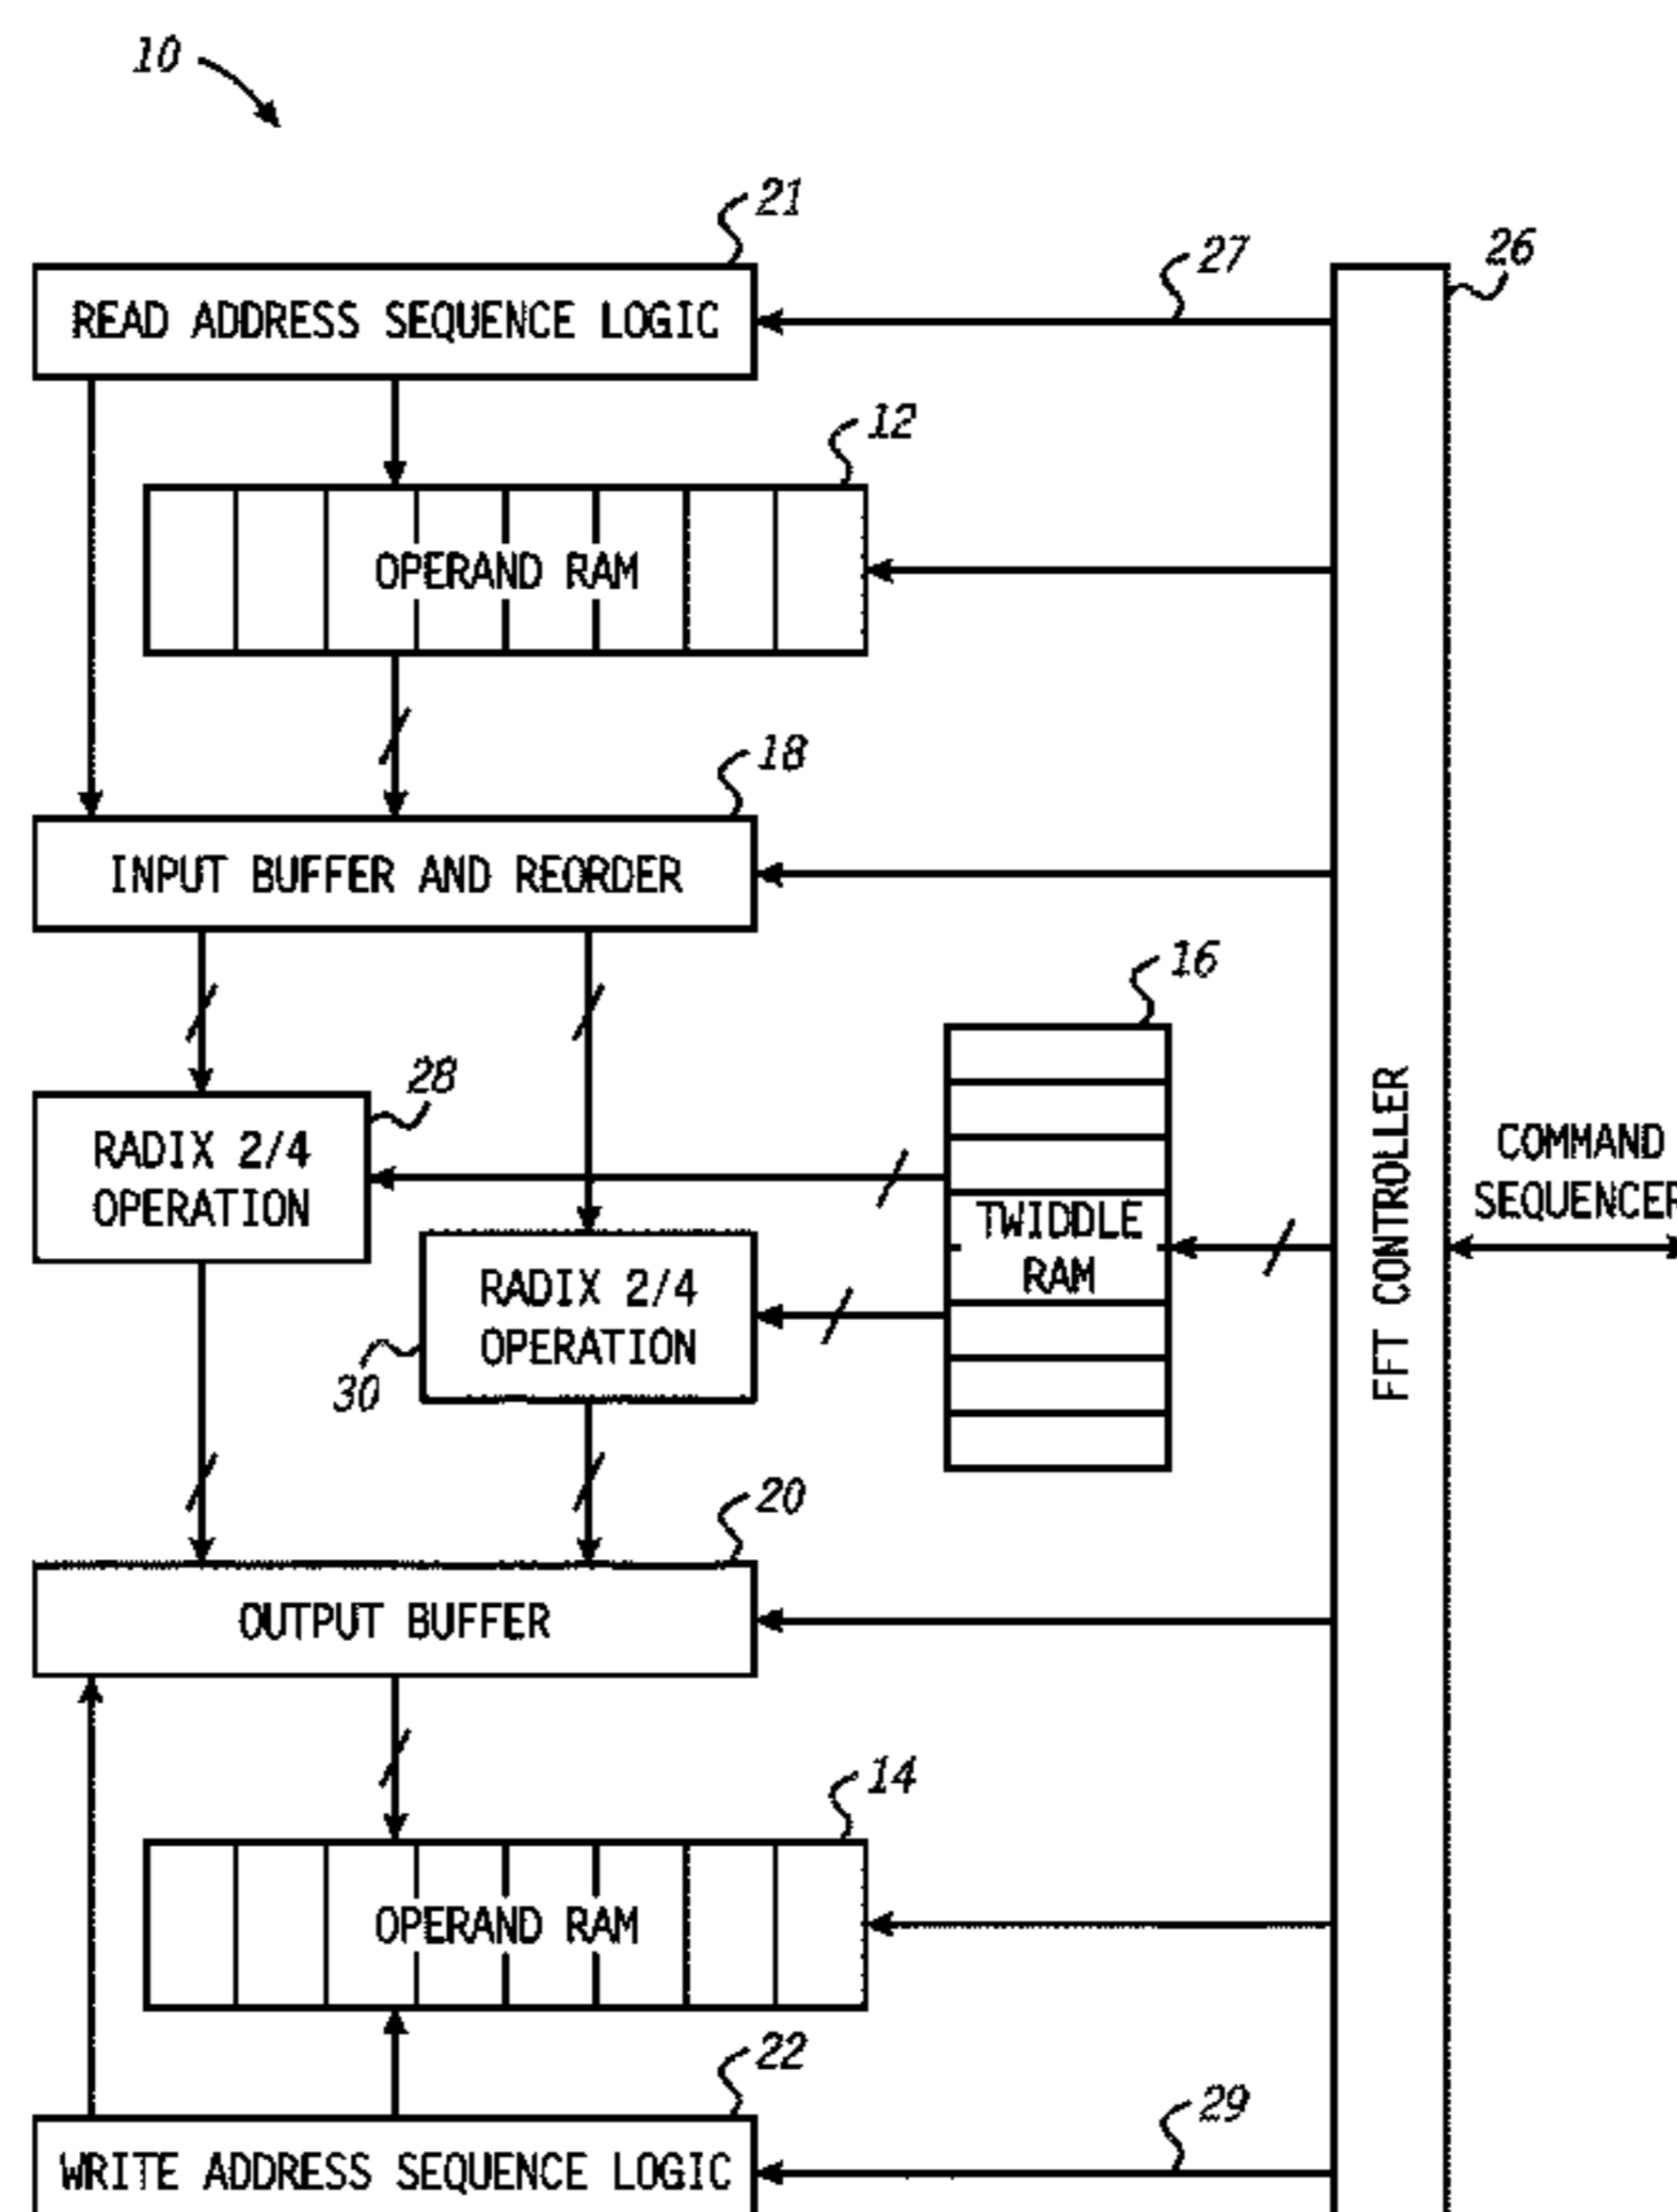 10
21
27
26
READ ADDRESS SEQUENCE LOGIC
12
OPERAND RAM
18
INPUT BUFFER AND REORDER
16
28
RADIX 2/4
OPERATION
TWIDDLE
RAM
FFT CONTROLLER
COMMAND
SEQUENCER
RADIX 2/4
OPERATION
30
20
OUTPUT BUFFER
14
OPERAND RAM
22
29
WRITE ADDRESS SEQUENCE LOGIC